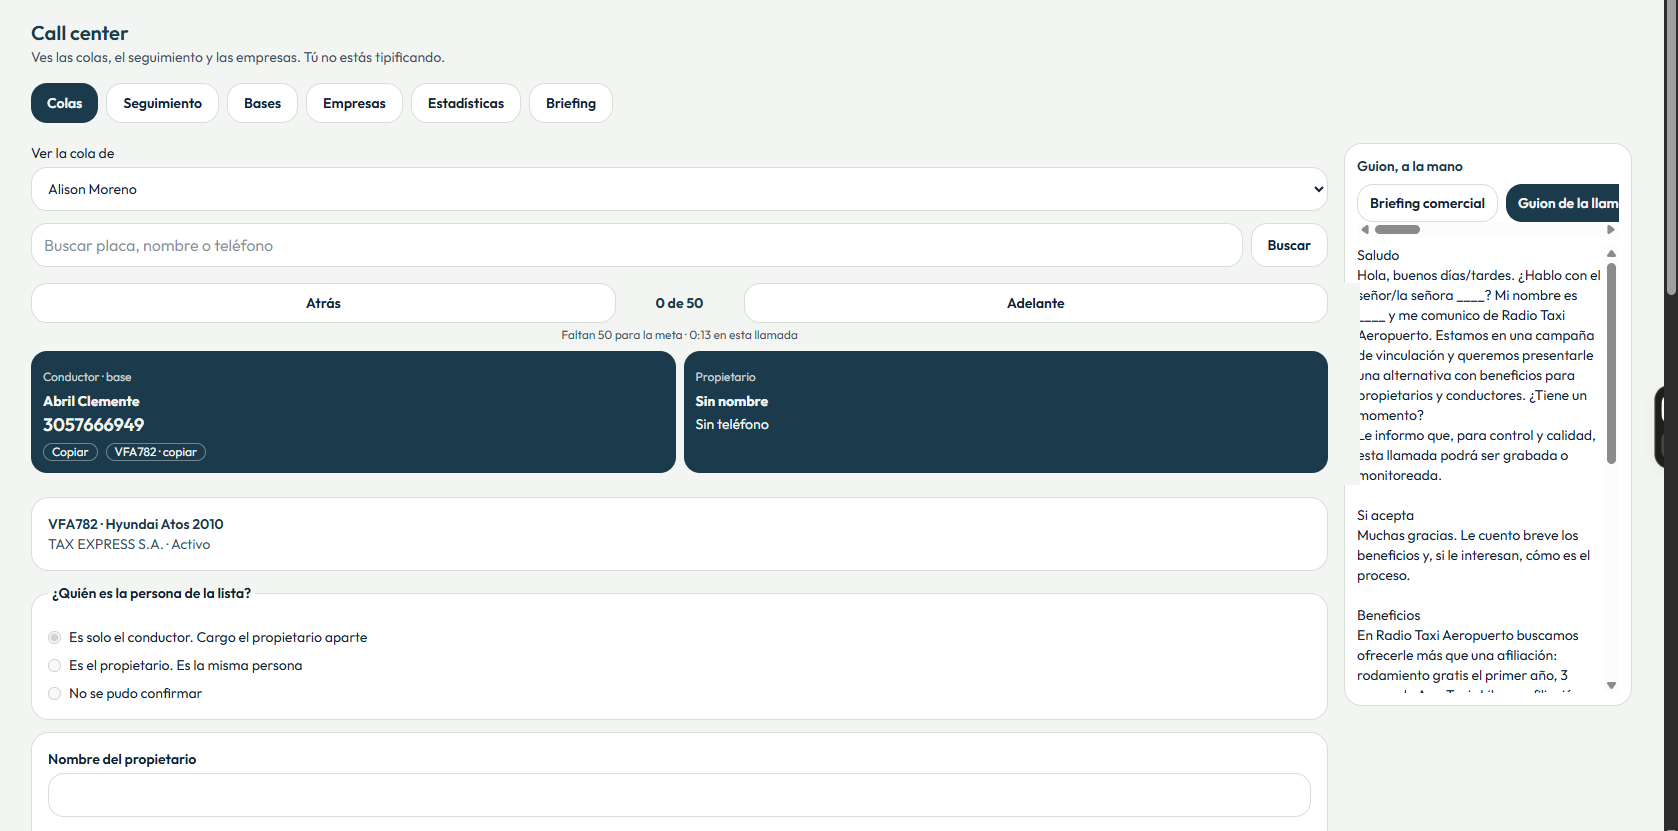 Call center
Ves las colas, el seguimiento y las empresas. Tú no estás tipificando.
Colas
Seguimiento
Bases
Empresas
Estadísticas
Briefing
Ver la cola de
Alison Moreno
Buscar placa, nombre o teléfono
Buscar
Atrás
0 de 50
Adelante
Faltan 50 para la meta · 0:13 en esta llamada
Conductor · base
Abril Clemente
3057666949
Copiar
VFA782 · copiar
Propietario
Sin nombre
Sin teléfono
VFA782 · Hyundai Atos 2010
TAX EXPRESS S.A. · Activo
¿Quién es la persona de la lista?
Es solo el conductor. Cargo el propietario aparte
Es el propietario. Es la misma persona
No se pudo confirmar
Nombre del propietario
Guion, a la mano
Briefing comercial
Guion de la llam
Saludo
Hola, buenos días/tardes. ¿Hablo con el
señor/la señora ____? Mi nombre es
____ y me comunico de Radio Taxi
Aeropuerto. Estamos en una campaña
de vinculación y queremos presentarle
una alternativa con beneficios para
propietarios y conductores. ¿Tiene un
momento?
Le informo que, para control y calidad,
esta llamada podrá ser grabada o
monitoreada.
Si acepta
Muchas gracias. Le cuento breve los
beneficios y, si le interesan, cómo es el
proceso.
Beneficios
En Radio Taxi Aeropuerto buscamos
ofrecerle más que una afiliación:
rodamiento gratis el primer año, 3